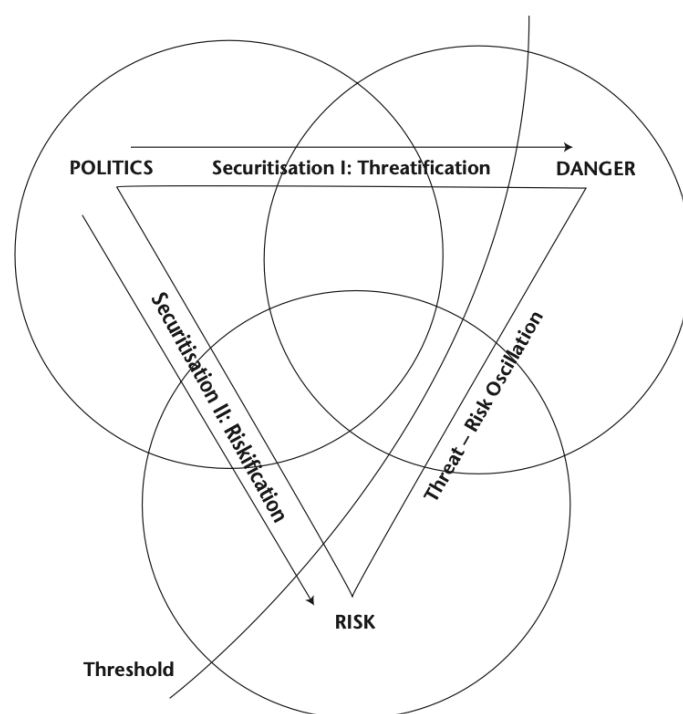 POLITICS
Securitisation I: Threatification
DANGER
Securitisation II: Riskification
Threat – Risk Oscillation
RISK
Threshold